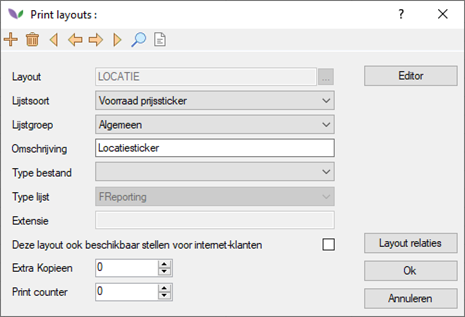 Print layouts :
?
Layout LOCATIE ... Editor
Lijstsoort Voorraad prijssticker
Lijstgroep Algemeen
Omschrijving Locatiesticker
Type bestand
Type lijst FReporting
Extensie
Deze layout ook beschikbaar stellen voor internet-klanten Layout relaties
Extra Kopieen 0 Ok
Print counter 0 Annuleren